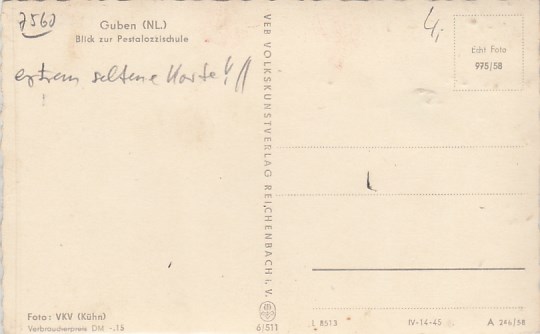 7560
Guben (NL.)
Blick zur Pestalozzischule
extrem seltene Karte!!
VEB VOLKSKUNSTVERLAG REICHENBACH i. V.
4,
Echt Foto
975/58
Foto: VKV (Kühn)
Verbraucherpreis DM -,15
6/511
L 8513
IV-14-45
A 246/58